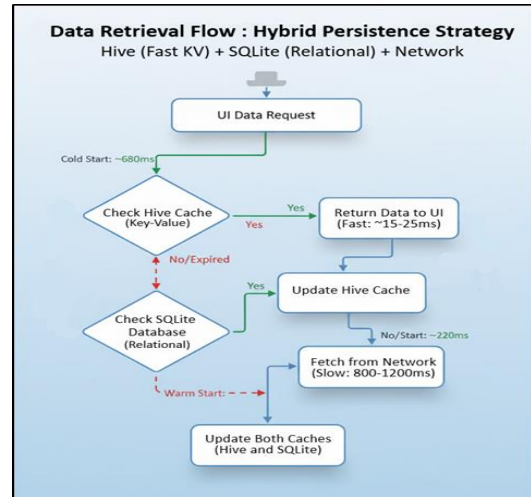 Data Retrieval Flow : Hybrid Persistence Strategy
Hive (Fast KV) + SQLite (Relational) + Network
UI Data Request
Cold Start: ~680ms
Check Hive Cache
(Key-Value)
Yes
Yes
Return Data to UI
(Fast: ~15-25ms)
No/Expired
Check SQLite
Database
(Relational)
Yes
Update Hive Cache
No/Start: ~220ms
Fetch from Network
(Slow: 800-1200ms)
Warm Start:
Update Both Caches
(Hive and SQLite)